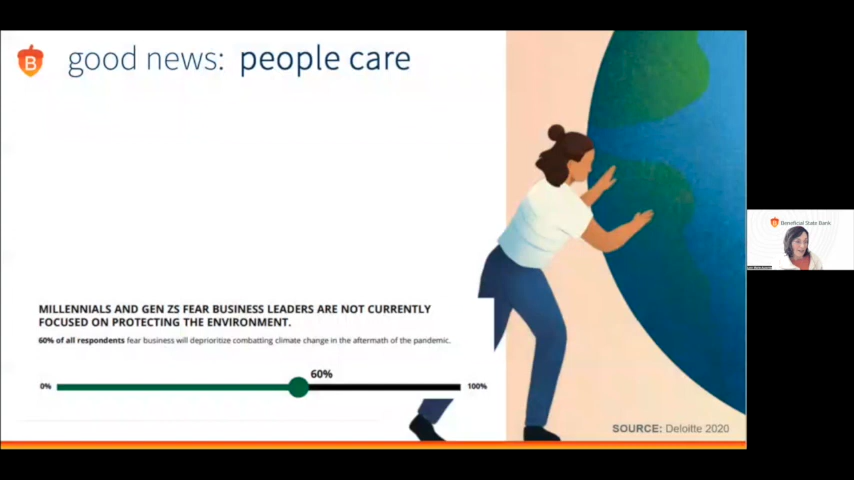 B
good news: people care
Beneficial State Bank
MILLENNIALS AND GEN ZS FEAR BUSINESS LEADERS ARE NOT CURRENTLY
FOCUSED ON PROTECTING THE ENVIRONMENT.
60% of all respondents fear business will deprioritize combatting climate change in the aftermath of the pandemic.
60%
0%
100%
SOURCE: Deloitte 2020